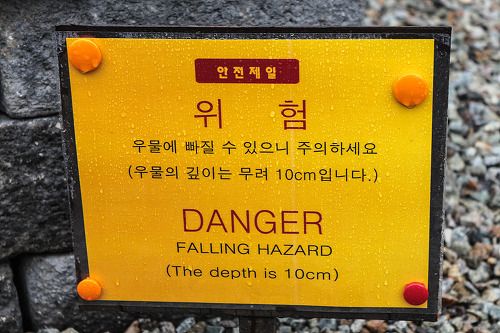 안전제일
위 험
우물에 빠질 수 있으니 주의하세요
(우물의 깊이는 무려 10cm입니다.)
DANGER
FALLING HAZARD
(The depth is 10cm)